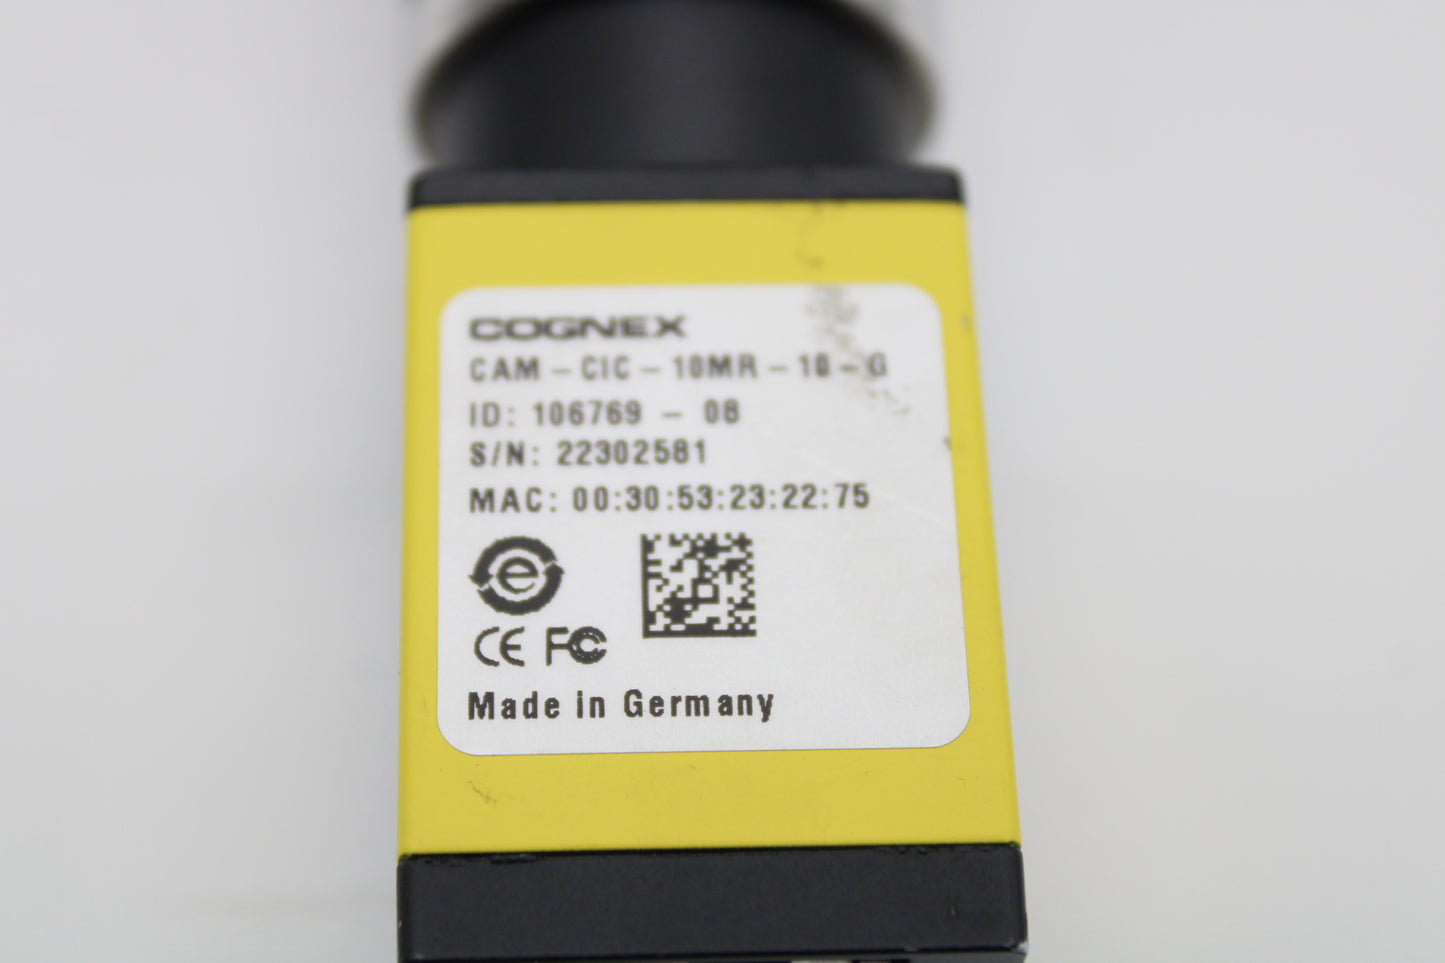 COGNEX
CAM - CIC - 10MR - 10 - G
ID: 106769 - 08
S/N: 22302581
MAC: 00:30:53:23:22:75
e
CE FC
Made in Germany